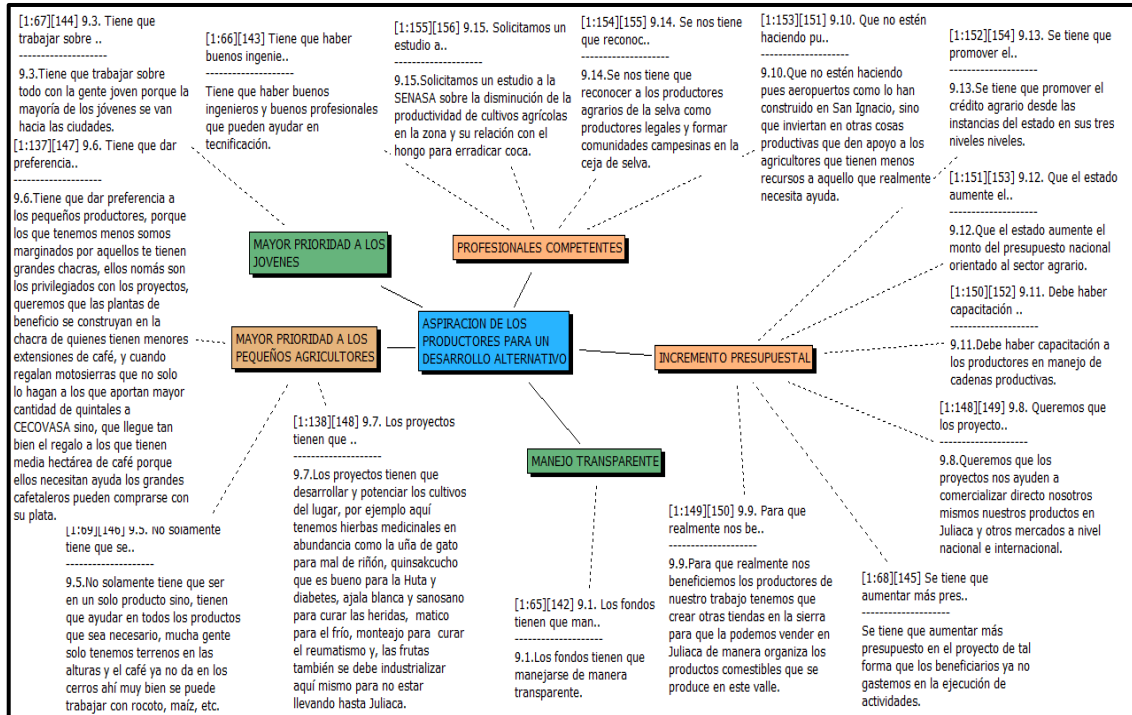 [1:67][144] 9.3. Tiene que
trabajar sobre ..
--------------------
9.3.Tiene que trabajar sobre
todo con la gente joven porque la
mayoría de los jóvenes se van
hacia las ciudades.
[1:137][147] 9.6. Tiene que dar
preferencia..
--------------------
9.6.Tiene que dar preferencia a
los pequeños productores, porque
los que tenemos menos somos
marginados por aquellos te tienen
grandes chacras, ellos nomás son
los privilegiados con los proyectos,
queremos que las plantas de
beneficio se construyan en la
chacra de quienes tienen menores
extensiones de café, y cuando
regalan motosierras que no solo
lo hagan a los que aportan mayor
cantidad de quintales a
CECOVASA sino, que llegue tan
bien el regalo a los que tienen
media hectárea de café porque
ellos necesitan ayuda los grandes
cafetaleros pueden comprarse con
su plata.
[1:69][146] 9.5. No solamente
tiene que se..
--------------------
9.5.No solamente tiene que ser
en un solo producto sino, tienen
que ayudar en todos los productos
que sea necesario, mucha gente
solo tenemos terrenos en las
alturas y el café ya no da en los
cerros ahí muy bien se puede
trabajar con rocoto, maíz, etc.
[1:66][143] Tiene que haber
buenos ingenie..
--------------------
Tiene que haber buenos
ingenieros y buenos profesionales
que pueden ayudar en
tecnificación.
[1:155][156] 9.15. Solicitamos un
estudio a..
--------------------
9.15.Solicitamos un estudio a la
SENASA sobre la disminución de la
productividad de cultivos agrícolas
en la zona y su relación con el
hongo para erradicar coca.
[1:154][155] 9.14. Se nos tiene
que reconoc..
--------------------
9.14.Se nos tiene que
reconocer a los productores
agrarios de la selva como
productores legales y formar
comunidades campesinas en la
ceja de selva.
[1:153][151] 9.10. Que no estén
haciendo pu..
--------------------
9.10.Que no estén haciendo
pues aeropuertos como lo han
construido en San Ignacio, sino
que inviertan en otras cosas
productivas que den apoyo a los
agricultores que tienen menos
recursos a aquello que realmente
necesita ayuda.
[1:152][154] 9.13. Se tiene que
promover el..
--------------------
9.13.Se tiene que promover el
crédito agrario desde las
instancias del estado en sus tres
niveles niveles.
[1:151][153] 9.12. Que el estado
aumente el..
--------------------
9.12.Que el estado aumente el
monto del presupuesto nacional
orientado al sector agrario.
[1:150][152] 9.11. Debe haber
capacitación ..
--------------------
9.11.Debe haber capacitación a
los productores en manejo de
cadenas productivas.
[1:148][149] 9.8. Queremos que
los proyecto..
--------------------
9.8.Queremos que los
proyectos nos ayuden a
comercializar directo nosotros
mismos nuestros productos en
Juliaca y otros mercados a nivel
nacional e internacional.
MAYOR PRIORIDAD A LOS
JOVENES
PROFESIONALES COMPETENTES
MAYOR PRIORIDAD A LOS
PEQUEÑOS AGRICULTORES
ASPIRACION DE LOS
PRODUCTORES PARA UN
DESARROLLO ALTERNATIVO
INCREMENTO PRESUPUESTAL
MANEJO TRANSPARENTE
[1:138][148] 9.7. Los proyectos
tienen que ..
--------------------
9.7.Los proyectos tienen que
desarrollar y potenciar los cultivos
del lugar, por ejemplo aquí
tenemos hierbas medicinales en
abundancia como la uña de gato
para mal de riñón, quinsakcucho
que es bueno para la Huta y
diabetes, ajala blanca y sanosano
para curar las heridas, matico
para el frío, monteajo para curar
el reumatismo y, las frutas
también se debe industrializar
aquí mismo para no estar
llevando hasta Juliaca.
[1:65][142] 9.1. Los fondos
tienen que man..
--------------------
9.1.Los fondos tienen que
manejarse de manera
transparente.
[1:149][150] 9.9. Para que
realmente nos be..
--------------------
9.9.Para que realmente nos
beneficiemos los productores de
nuestro trabajo tenemos que
crear otras tiendas en la sierra
para que la podemos vender en
Juliaca de manera organiza los
productos comestibles que se
produce en este valle.
[1:68][145] Se tiene que
aumentar más pres..
--------------------
Se tiene que aumentar más
presupuesto en el proyecto de tal
forma que los beneficiarios ya no
gastemos en la ejecución de
actividades.